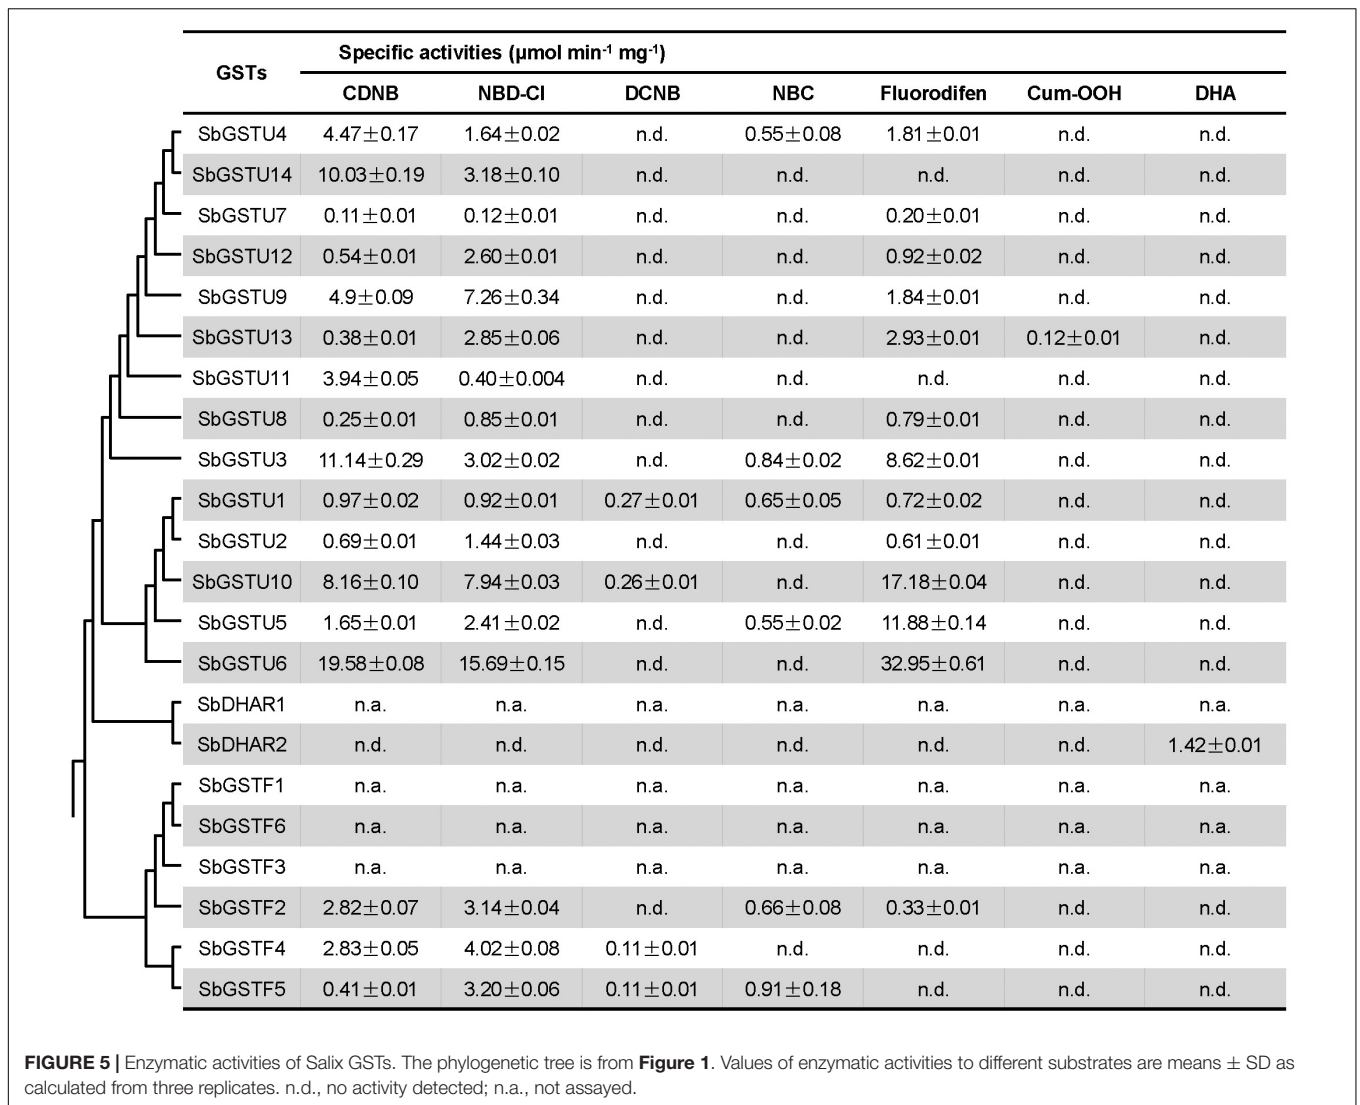 GSTs Specific activities (µmol min-1 mg-1)
CDNB NBD-Cl DCNB NBC Fluorodifen Cum-OOH DHA
SbGSTU4 4.47±0.17 1.64±0.02 n.d. 0.55±0.08 1.81±0.01 n.d. n.d.
SbGSTU14 10.03±0.19 3.18±0.10 n.d. n.d. n.d. n.d. n.d.
SbGSTU7 0.11±0.01 0.12±0.01 n.d. n.d. 0.20±0.01 n.d. n.d.
SbGSTU12 0.54±0.01 2.60±0.01 n.d. n.d. 0.92±0.02 n.d. n.d.
SbGSTU9 4.9±0.09 7.26±0.34 n.d. n.d. 1.84±0.01 n.d. n.d.
SbGSTU13 0.38±0.01 2.85±0.06 n.d. n.d. 2.93±0.01 0.12±0.01 n.d.
SbGSTU11 3.94±0.05 0.40±0.004 n.d. n.d. n.d. n.d. n.d.
SbGSTU8 0.25±0.01 0.85±0.01 n.d. n.d. 0.79±0.01 n.d. n.d.
SbGSTU3 11.14±0.29 3.02±0.02 n.d. 0.84±0.02 8.62±0.01 n.d. n.d.
SbGSTU1 0.97±0.02 0.92±0.01 0.27±0.01 0.65±0.05 0.72±0.02 n.d. n.d.
SbGSTU2 0.69±0.01 1.44±0.03 n.d. n.d. 0.61±0.01 n.d. n.d.
SbGSTU10 8.16±0.10 7.94±0.03 0.26±0.01 n.d. 17.18±0.04 n.d. n.d.
SbGSTU5 1.65±0.01 2.41±0.02 n.d. 0.55±0.02 11.88±0.14 n.d. n.d.
SbGSTU6 19.58±0.08 15.69±0.15 n.d. n.d. 32.95±0.61 n.d. n.d.
SbDHAR1 n.a. n.a. n.a. n.a. n.a. n.a. n.a.
SbDHAR2 n.d. n.d. n.d. n.d. n.d. n.d. 1.42±0.01
SbGSTF1 n.a. n.a. n.a. n.a. n.a. n.a. n.a.
SbGSTF6 n.a. n.a. n.a. n.a. n.a. n.a. n.a.
SbGSTF3 n.a. n.a. n.a. n.a. n.a. n.a. n.a.
SbGSTF2 2.82±0.07 3.14±0.04 n.d. 0.66±0.08 0.33±0.01 n.d. n.d.
SbGSTF4 2.83±0.05 4.02±0.08 0.11±0.01 n.d. n.d. n.d. n.d.
SbGSTF5 0.41±0.01 3.20±0.06 0.11±0.01 0.91±0.18 n.d. n.d. n.d.
FIGURE 5 | Enzymatic activities of Salix GSTs. The phylogenetic tree is from Figure 1. Values of enzymatic activities to different substrates are means ± SD as
calculated from three replicates. n.d., no activity detected; n.a., not assayed.